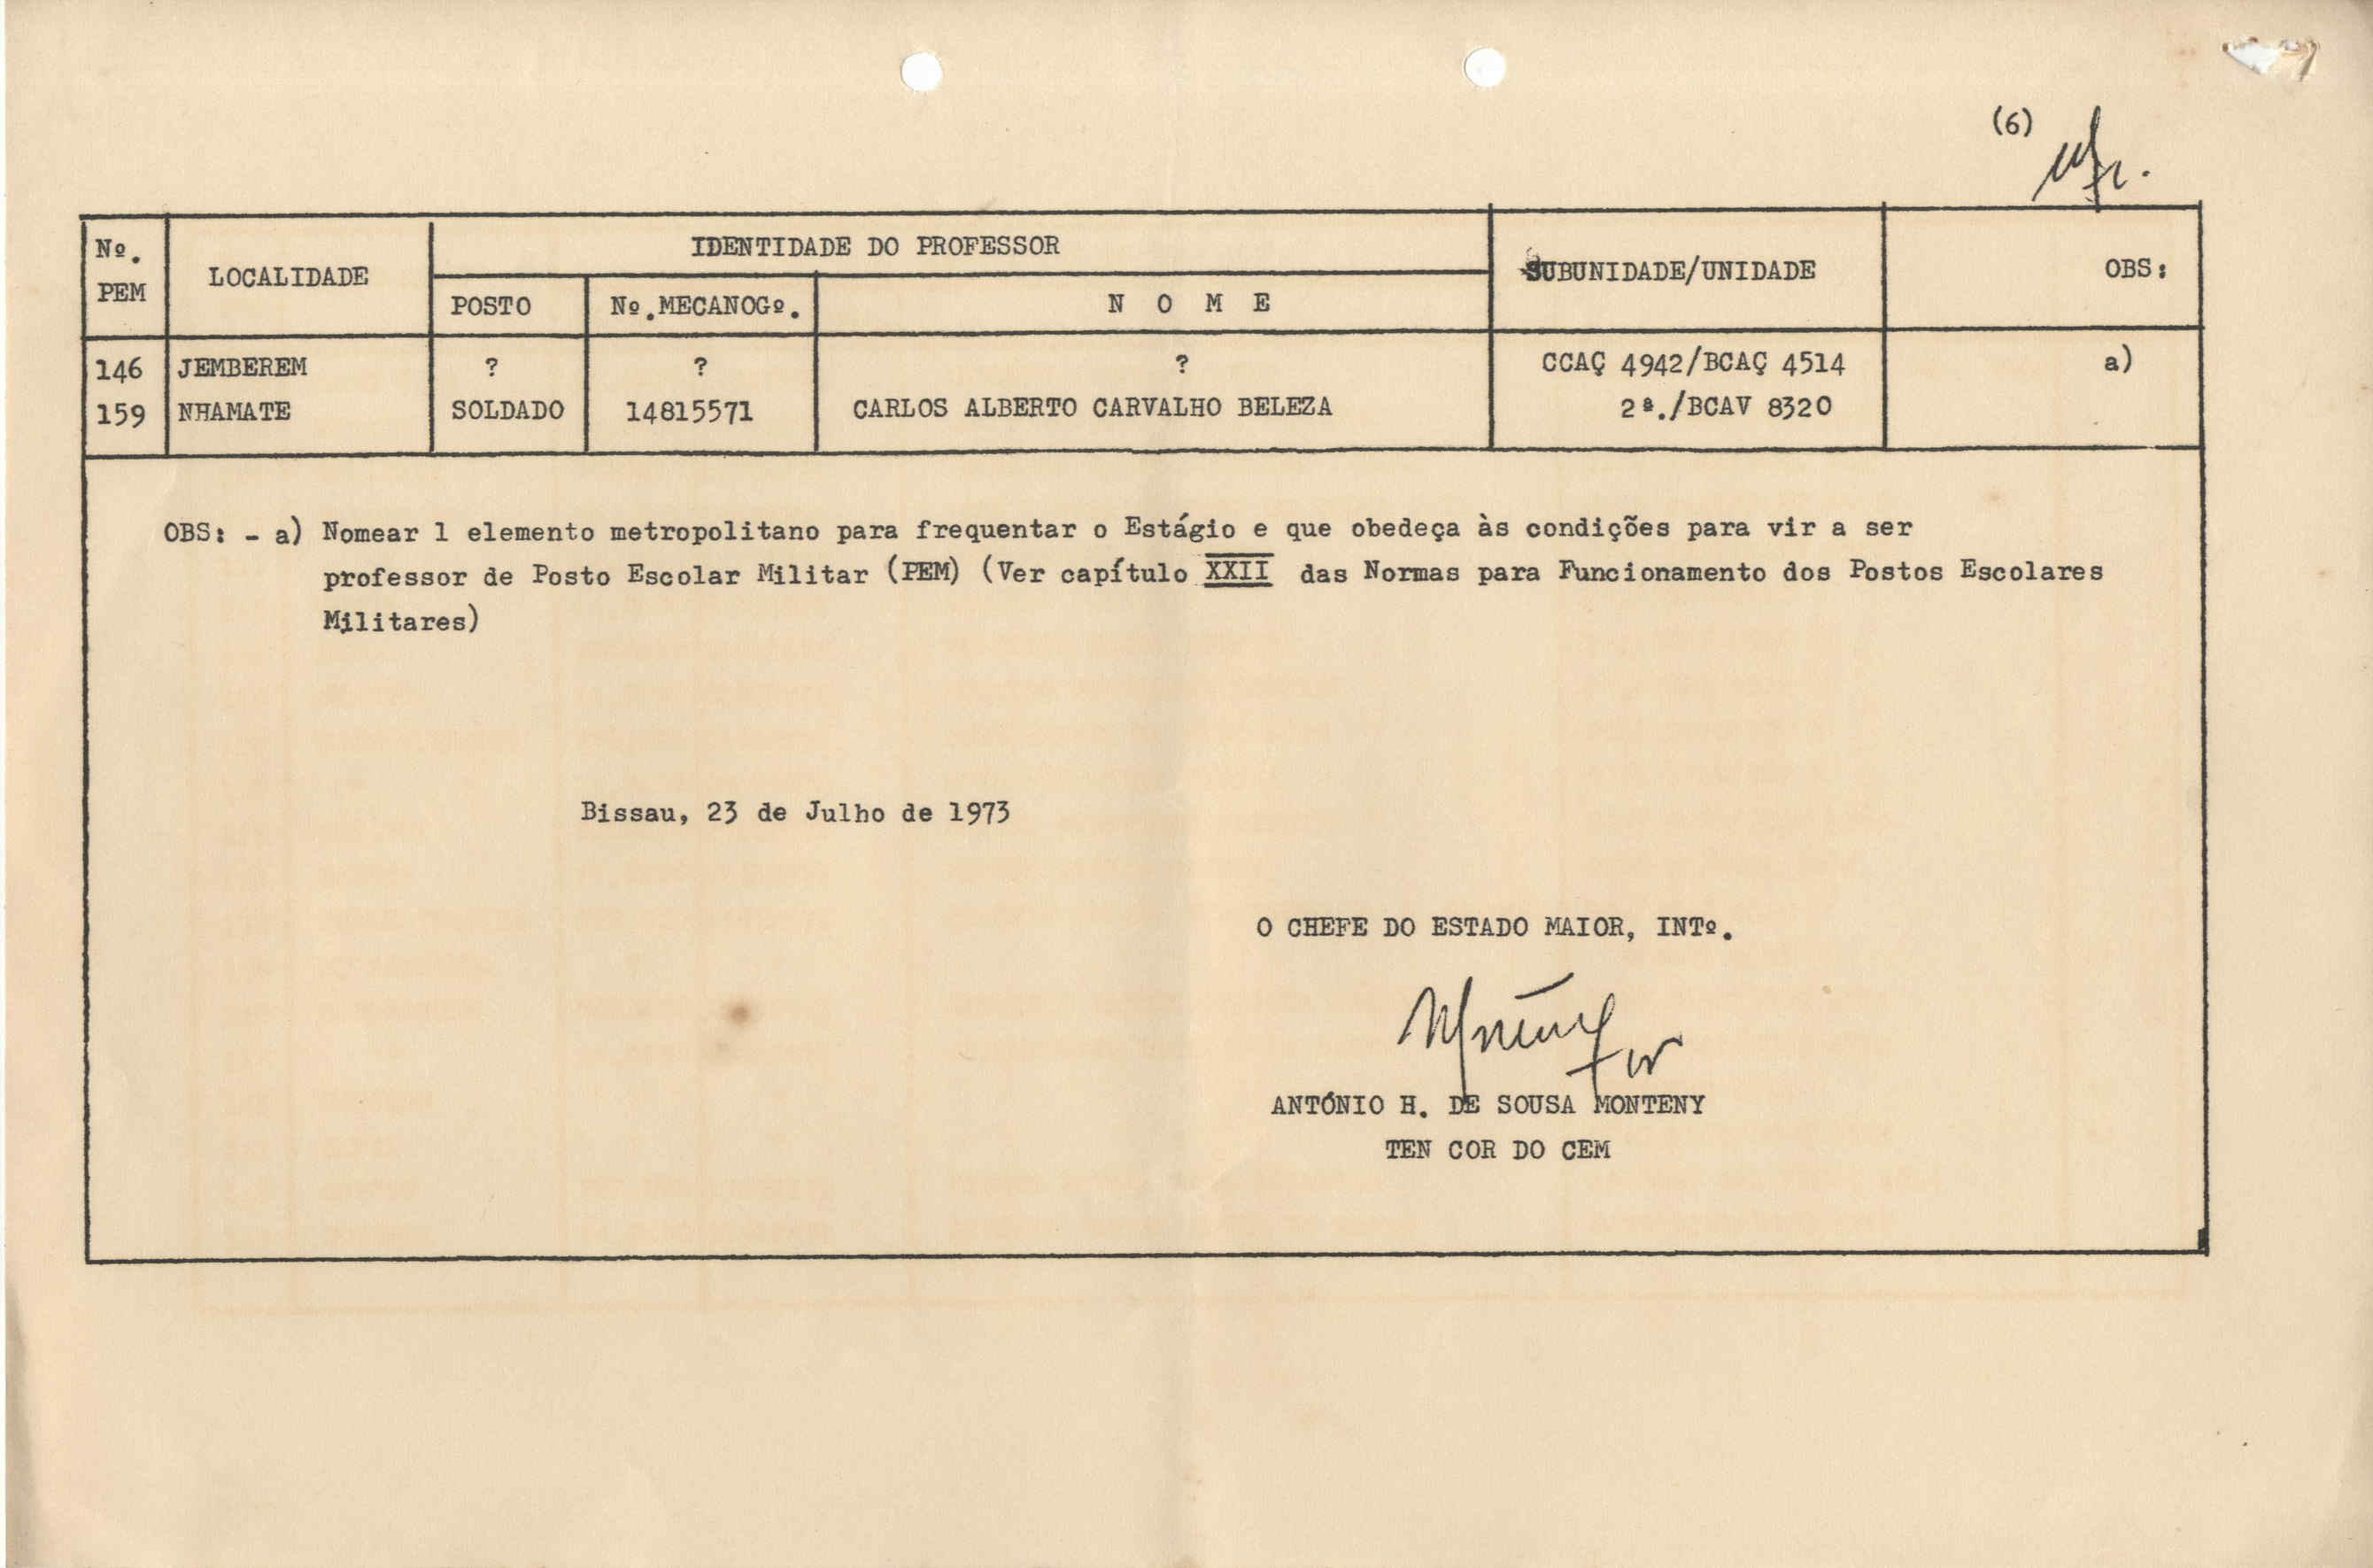 (6)
Nº. PEM LOCALIDADE IDENTIDADE DO PROFESSOR SUBUNIDADE/UNIDADE OBS:
POSTO Nº.MECANOGº. N O M E
146 JEMBEREM ? ? ? CCAÇ 4942/BCAÇ 4514 a)
159 NHAMATE SOLDADO 14815571 CARLOS ALBERTO CARVALHO BELEZA 2ª./BCAV 8320
OBS: - a) Nomear 1 elemento metropolitano para frequentar o Estágio e que obedeça às condições para vir a ser
professor de Posto Escolar Militar (PEM) (Ver capítulo XXII das Normas para Funcionamento dos Postos Escolares
Militares)
Bissau, 23 de Julho de 1973
O CHEFE DO ESTADO MAIOR, INTº.
ANTÓNIO H. DE SOUSA MONTENY
TEN COR DO CEM